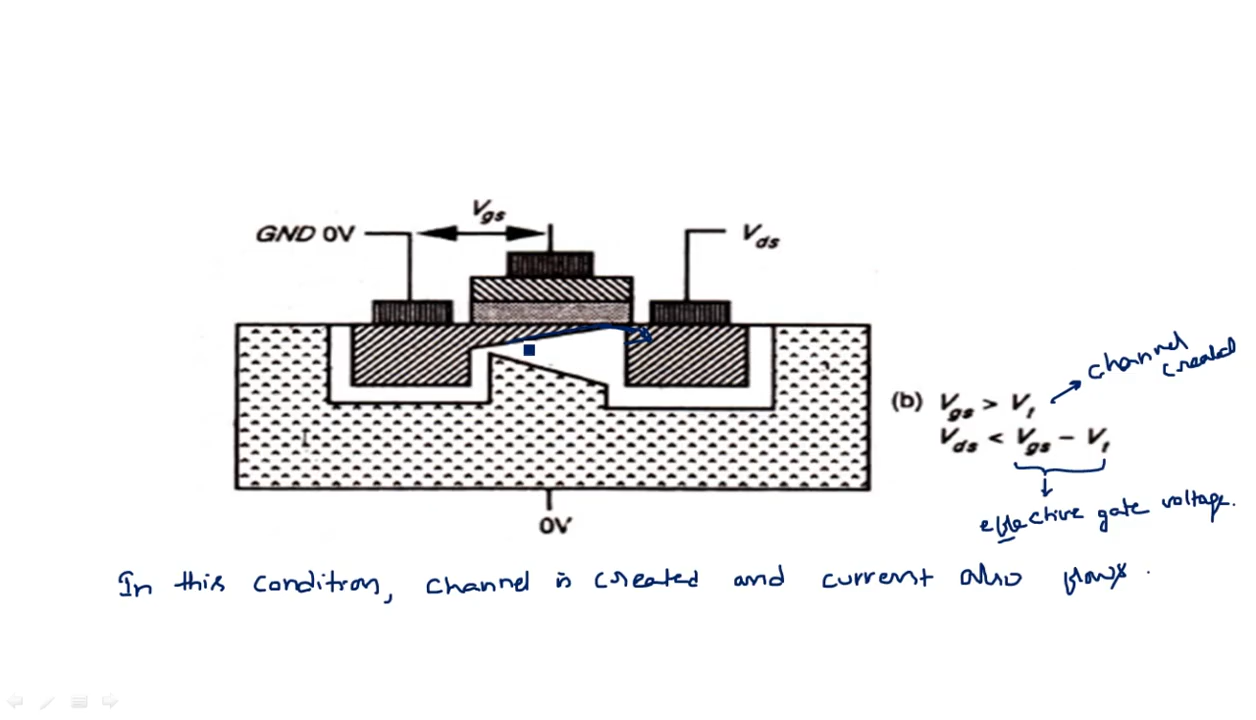 Vgs
GND 0V
Vds
channel
created
(b) Vgs > Vt
Vds < Vgs - Vt
effective gate voltage.
0V
In this condition, channel is created and current also flows.